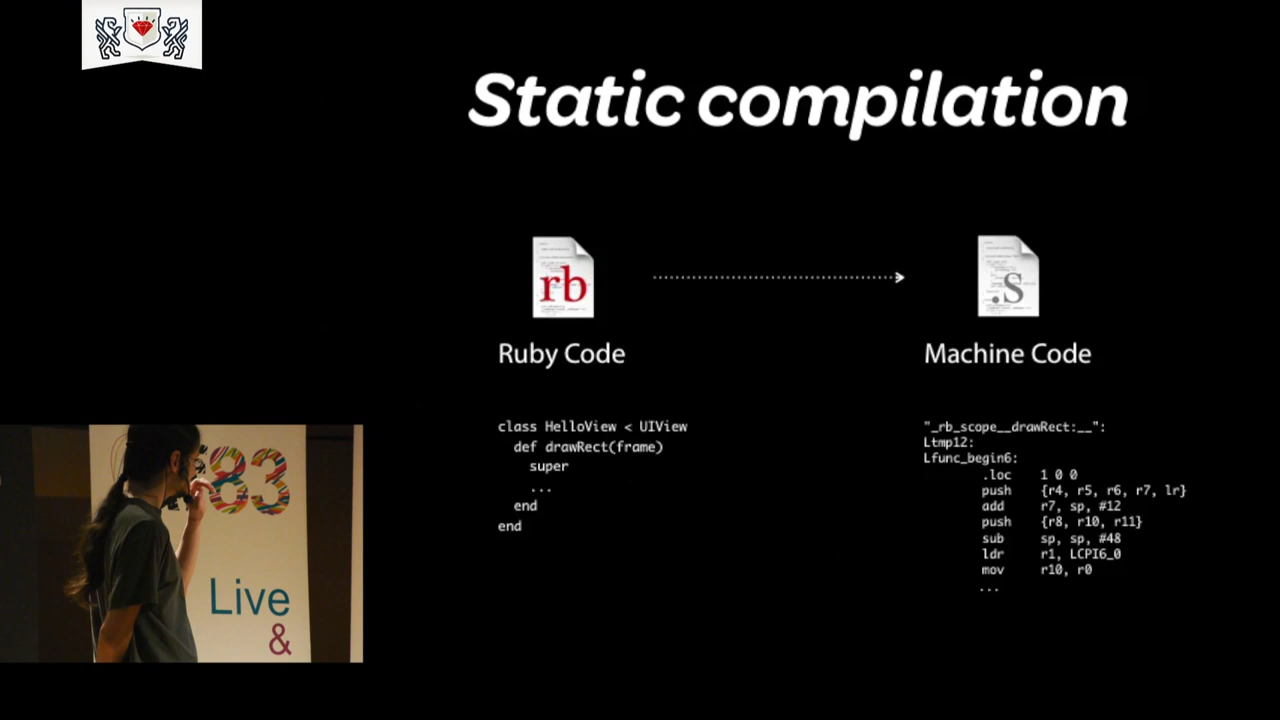 Static compilation
rb
.S
Ruby Code
Machine Code
class HelloView < UIView
  def drawRect(frame)
    super
    ...
  end
end
"_rb_scope__drawRect:__":
Ltmp12:
Lfunc_begin6:
        .loc    1 0 0
        push    {r4, r5, r6, r7, lr}
        add     r7, sp, #12
        push    {r8, r10, r11}
        sub     sp, sp, #48
        ldr     r1, LCPI6_0
        mov     r10, r0
        ...
83
Live
&